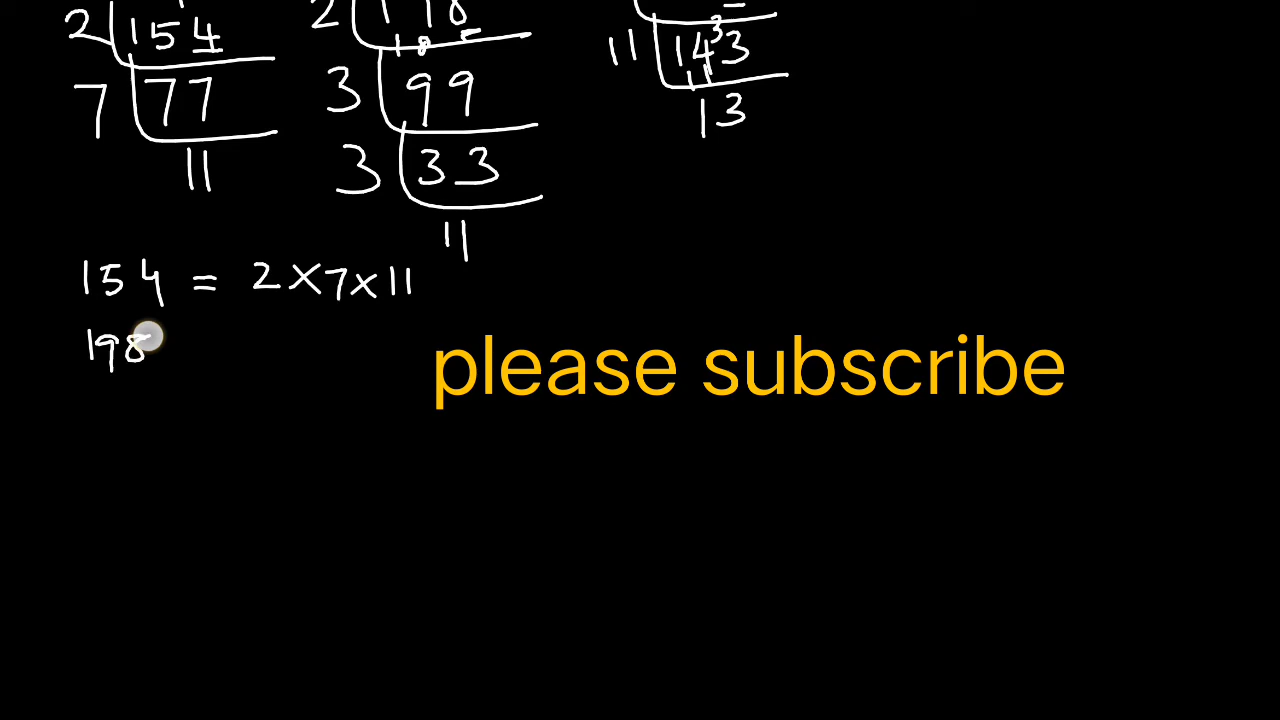 2 154 2 198
7 77 3 99 11 143
11 3 33 13
11
154 = 2 × 7 × 11
198
please subscribe